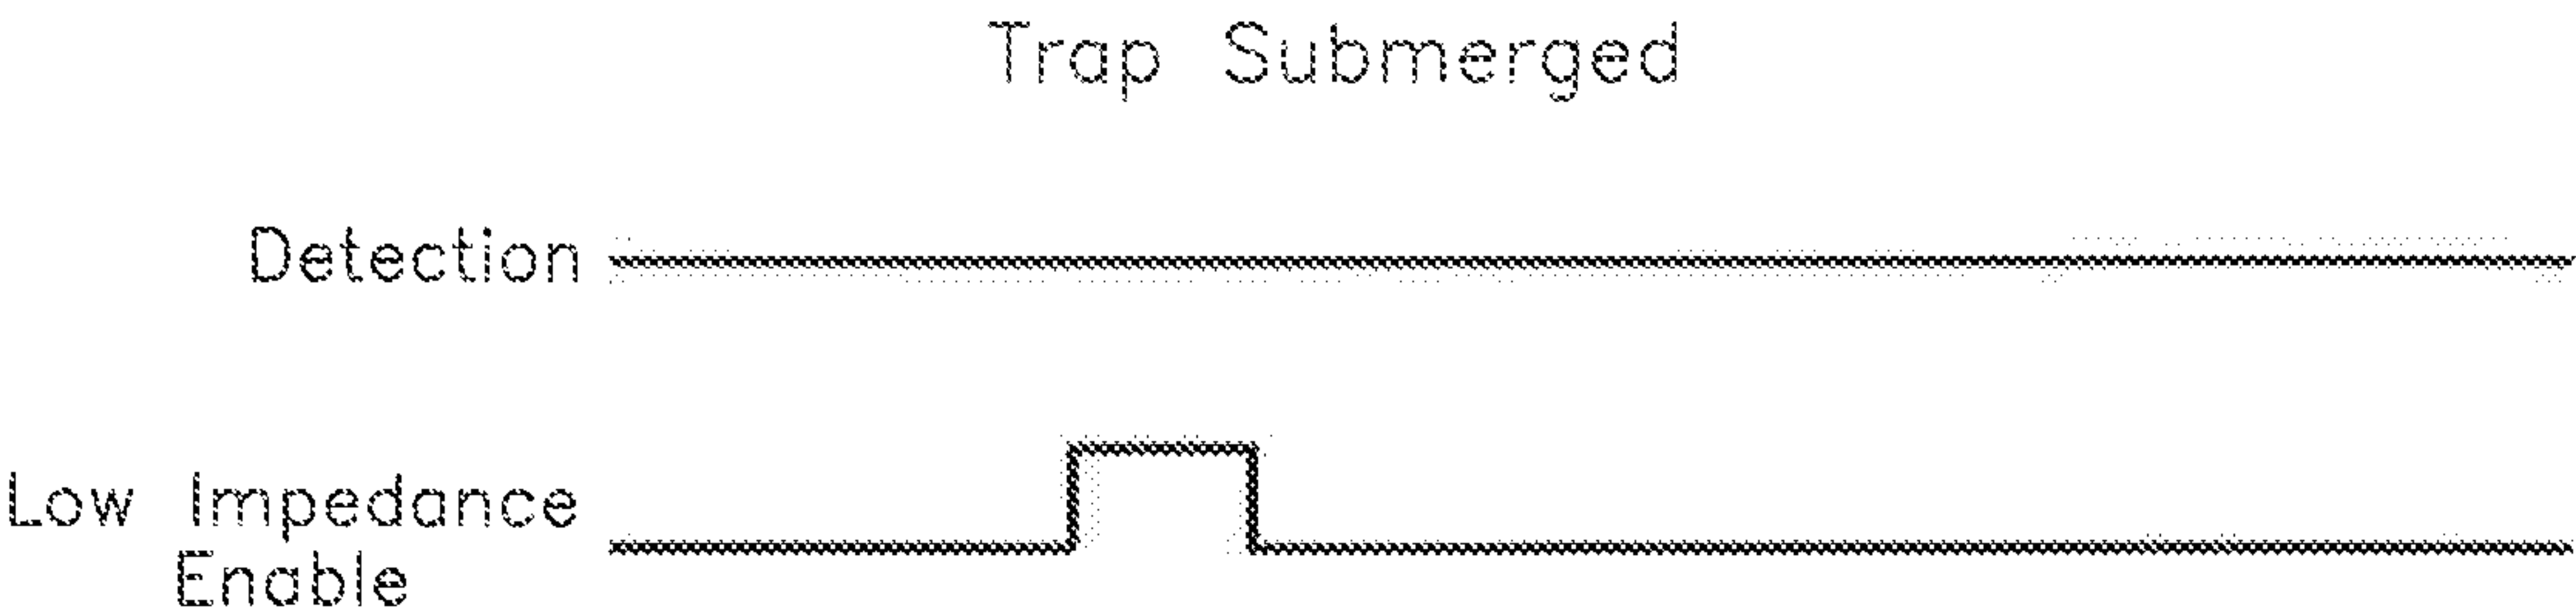 Trap Submerged
Detection
Low Impedance
Enable